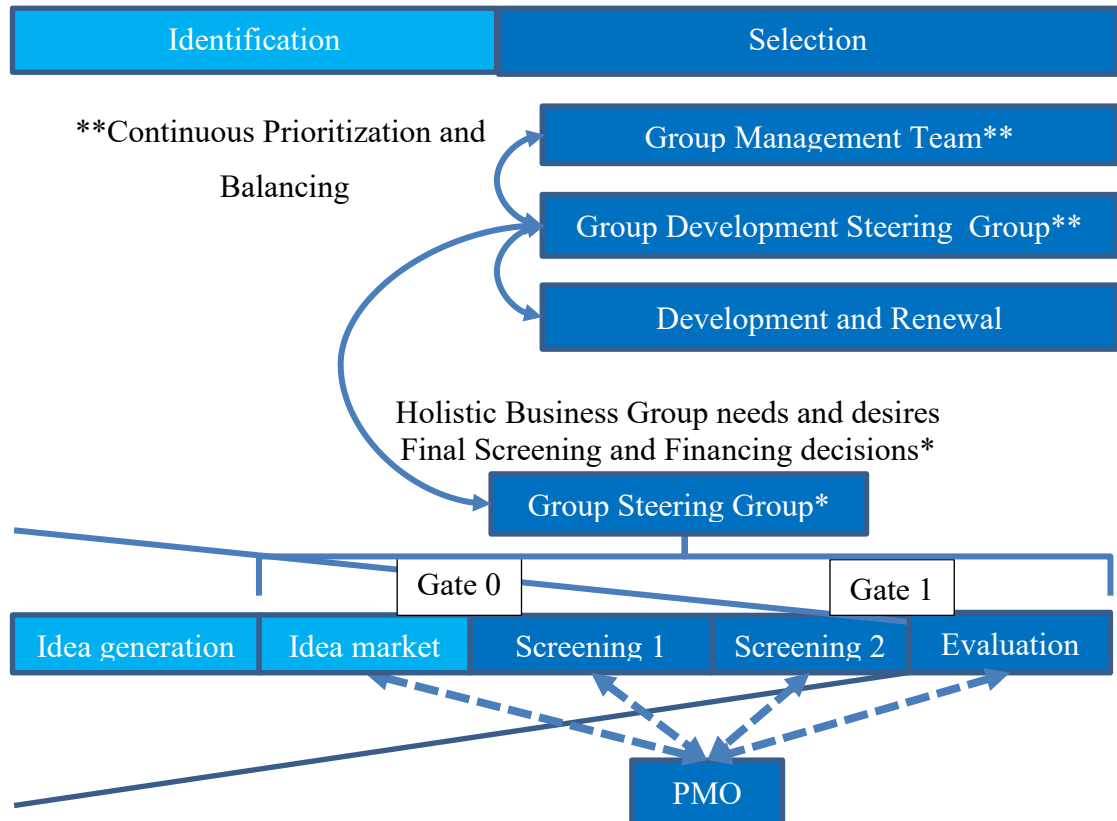 Identification
Selection
**Continuous Prioritization and
Balancing
Group Management Team**
Group Development Steering Group**
Development and Renewal
Holistic Business Group needs and desires
Final Screening and Financing decisions*
Group Steering Group*
Gate 0
Gate 1
Idea generation
Idea market
Screening 1
Screening 2
Evaluation
PMO